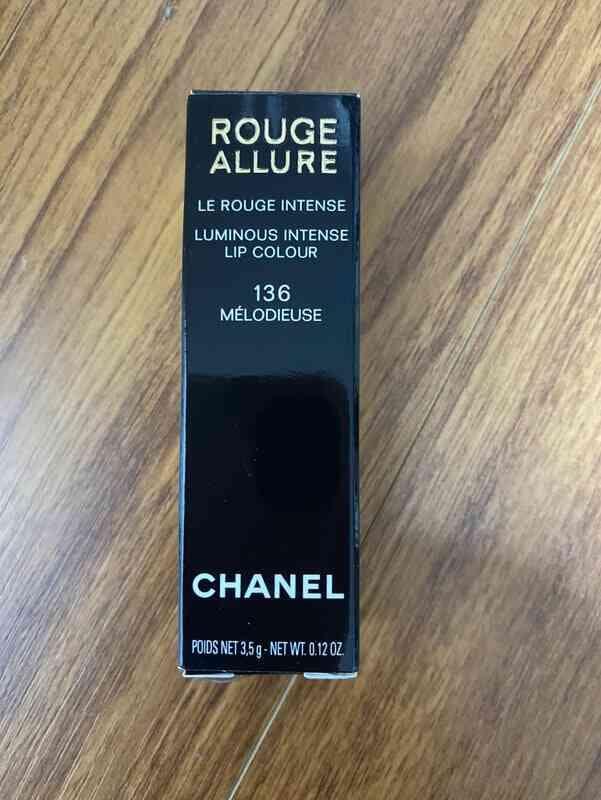 ROUGE
ALLURE
LE ROUGE INTENSE
LUMINOUS INTENSE
LIP COLOUR
136
MÉLODIEUSE
CHANEL
POIDS NET 3,5 g - NET WT. 0.12 OZ.